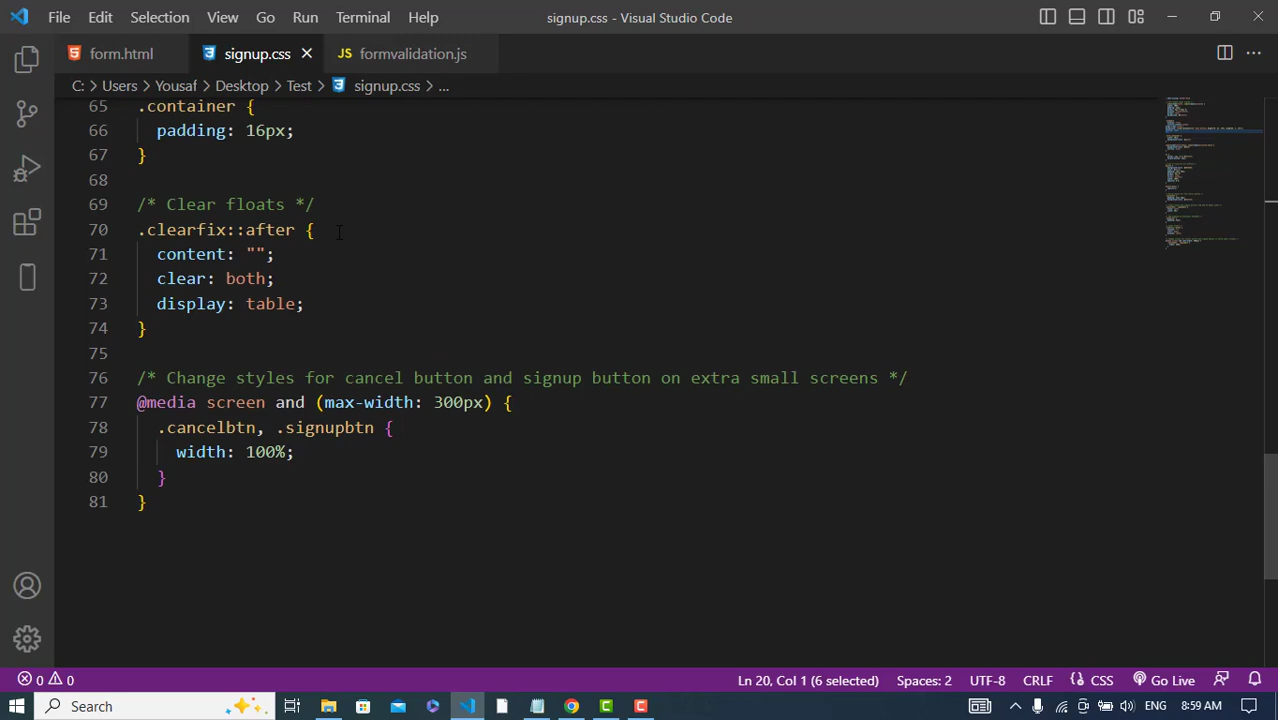 File Edit Selection View Go Run Terminal Help signup.css - Visual Studio Code
form.html signup.css JS formvalidation.js
C: > Users > Yousaf > Desktop > Test > signup.css > ...
65 .container {
66 padding: 16px;
67 }
68
69 /* Clear floats */
70 .clearfix::after {
71 content: "";
72 clear: both;
73 display: table;
74 }
75
76 /* Change styles for cancel button and signup button on extra small screens */
77 @media screen and (max-width: 300px) {
78 .cancelbtn, .signupbtn {
79 width: 100%;
80 }
81 }
0 0 Ln 20, Col 1 (6 selected) Spaces: 2 UTF-8 CRLF CSS Go Live
Search ENG 8:59 AM